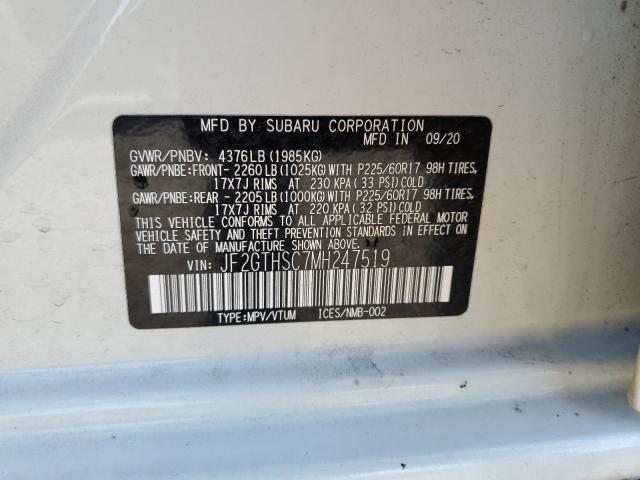 MFD BY SUBARU CORPORATION
MFD IN 09/20
GVWR/PNBV: 4376LB(1985KG)
GAWR/PNBE:FRONT- 2260LB(1025KG)WITH P225/60R17 98H TIRES,
17X7J RIMS AT 230 KPA(33 PSI)COLD
GAWR/PNBE:REAR - 2205LB(1000KG)WITH P225/60R17 98H TIRES,
17X7J RIMS AT 220 KPA(32 PSI)COLD
THIS VEHICLE CONFORMS TO ALL APPLICABLE FEDERAL MOTOR
VEHICLE SAFETY AND THEFT PREVENTION STANDARDS IN EFFECT ON
THE DATE OF MANUFACTURE SHOWN ABOVE.
VIN: JF2GTHSC7MH247519
TYPE:MPV/VTUM ICES/NMB-002